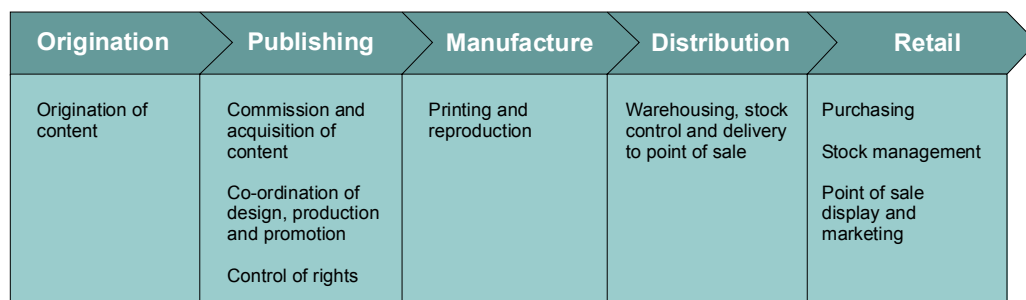 Origination
Publishing
Manufacture
Distribution
Retail
Origination of
content
Commission and
acquisition of
content
Co-ordination of
design, production
and promotion
Control of rights
Printing and
reproduction
Warehousing, stock
control and delivery
to point of sale
Purchasing
Stock management
Point of sale
display and
marketing